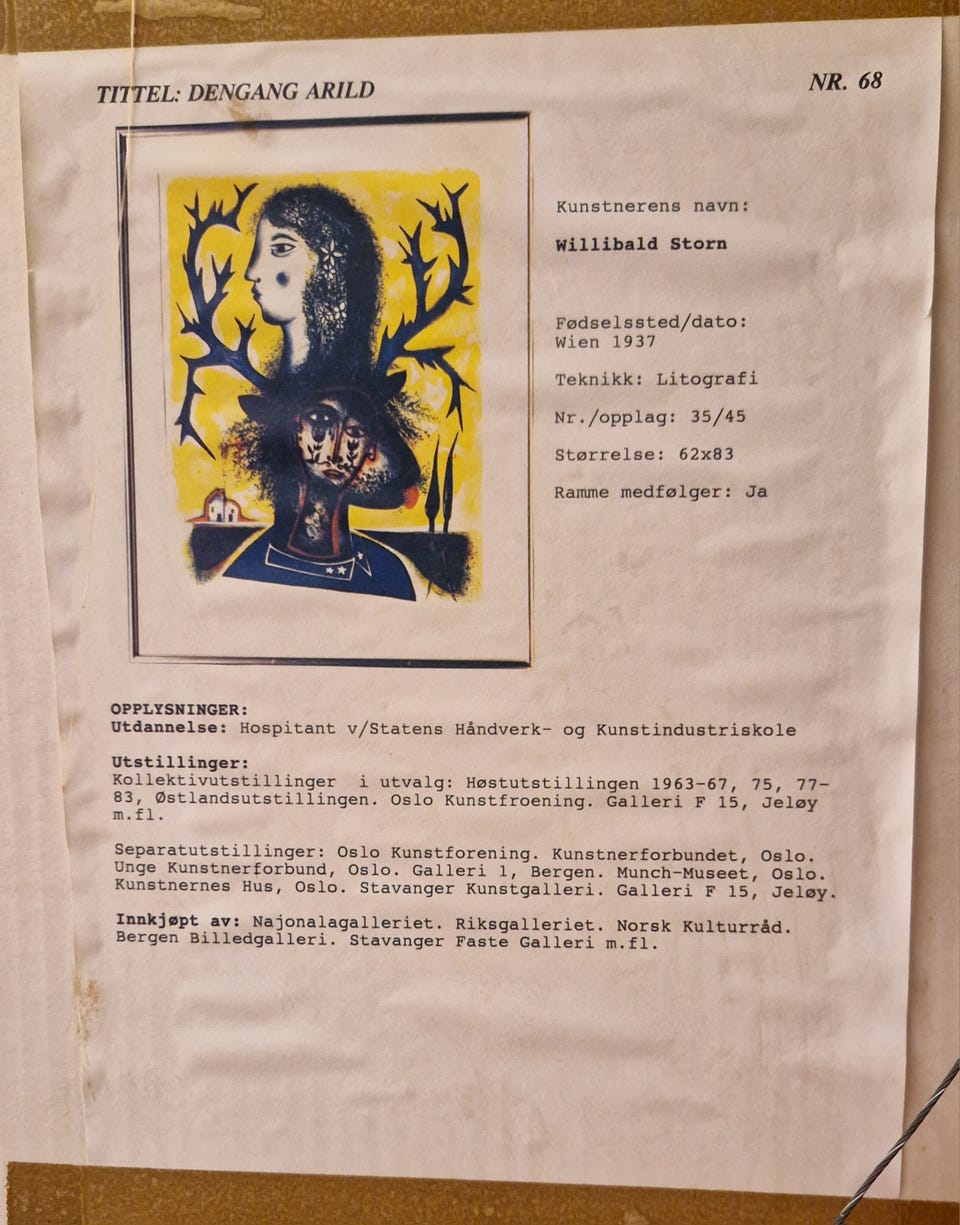 TITTEL: DENGANG ARILD
NR. 68
Kunstnerens navn:
Willibald Storn
Fødselssted/dato:
Wien 1937
Teknikk: Litografi
Nr./opplag: 35/45
Størrelse: 62x83
Ramme medfølger: Ja
OPPLYSNINGER:
Utdannelse: Hospitant v/Statens Håndverk- og Kunstindustriskole
Utstillinger:
Kollektivutstillinger i utvalg: Høstutstillingen 1963-67, 75, 77-
83, Østlandsutstillingen. Oslo Kunstfroening. Galleri F 15, Jeløy
m.fl.
Separatutstillinger: Oslo Kunstforening. Kunstnerforbundet, Oslo.
Unge Kunstnerforbund, Oslo. Galleri 1, Bergen. Munch-Museet, Oslo.
Kunstnernes Hus, Oslo. Stavanger Kunstgalleri. Galleri F 15, Jeløy.
Innkjøpt av: Najonalagalleriet. Riksgalleriet. Norsk Kulturråd.
Bergen Billedgalleri. Stavanger Faste Galleri m.fl.